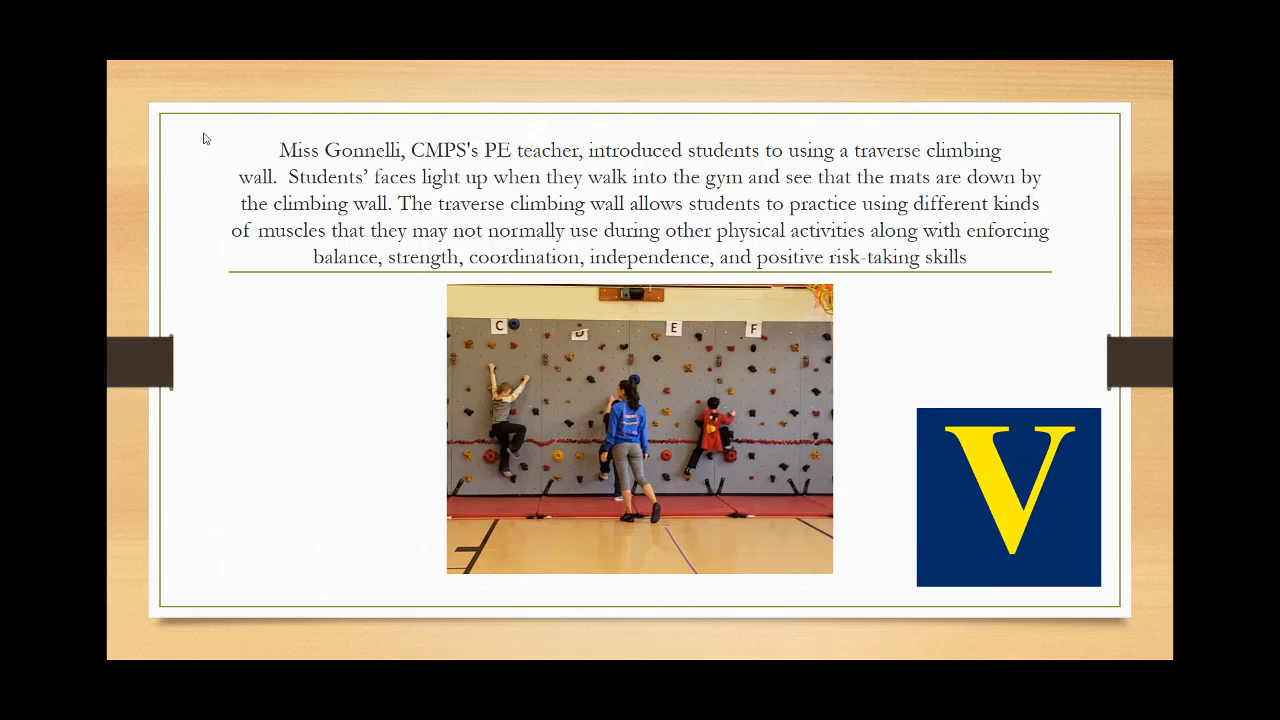 Miss Gonnelli, CMPS's PE teacher, introduced students to using a traverse climbing
wall.  Students’ faces light up when they walk into the gym and see that the mats are down by
the climbing wall. The traverse climbing wall allows students to practice using different kinds
of muscles that they may not normally use during other physical activities along with enforcing
balance, strength, coordination, independence, and positive risk-taking skills
C D E F
V